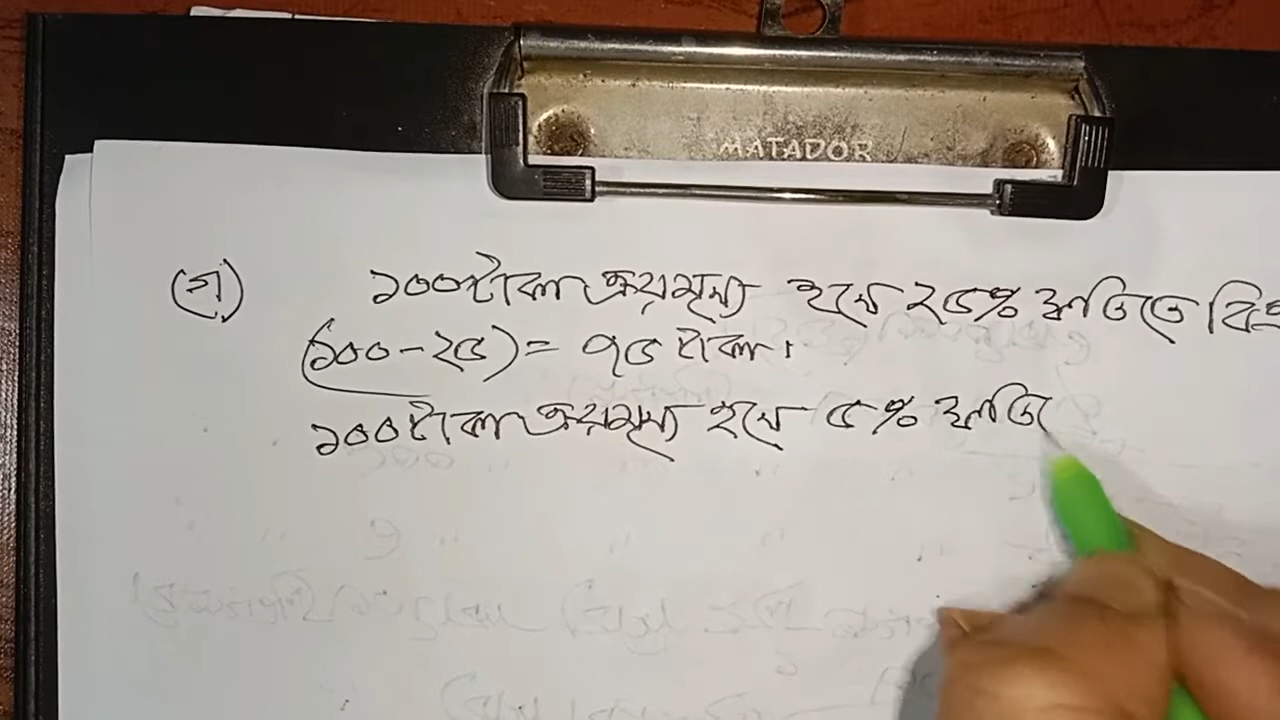 MATADOR
(গ) ১০০ টাকা ক্রয়মূল্য হলে ২৫% ক্ষতিতে
(১০০ - ২৫) = ৭৫ টাকা।
১০০ টাকা ক্রয়মূল্য হলে ৫% ক্ষতি